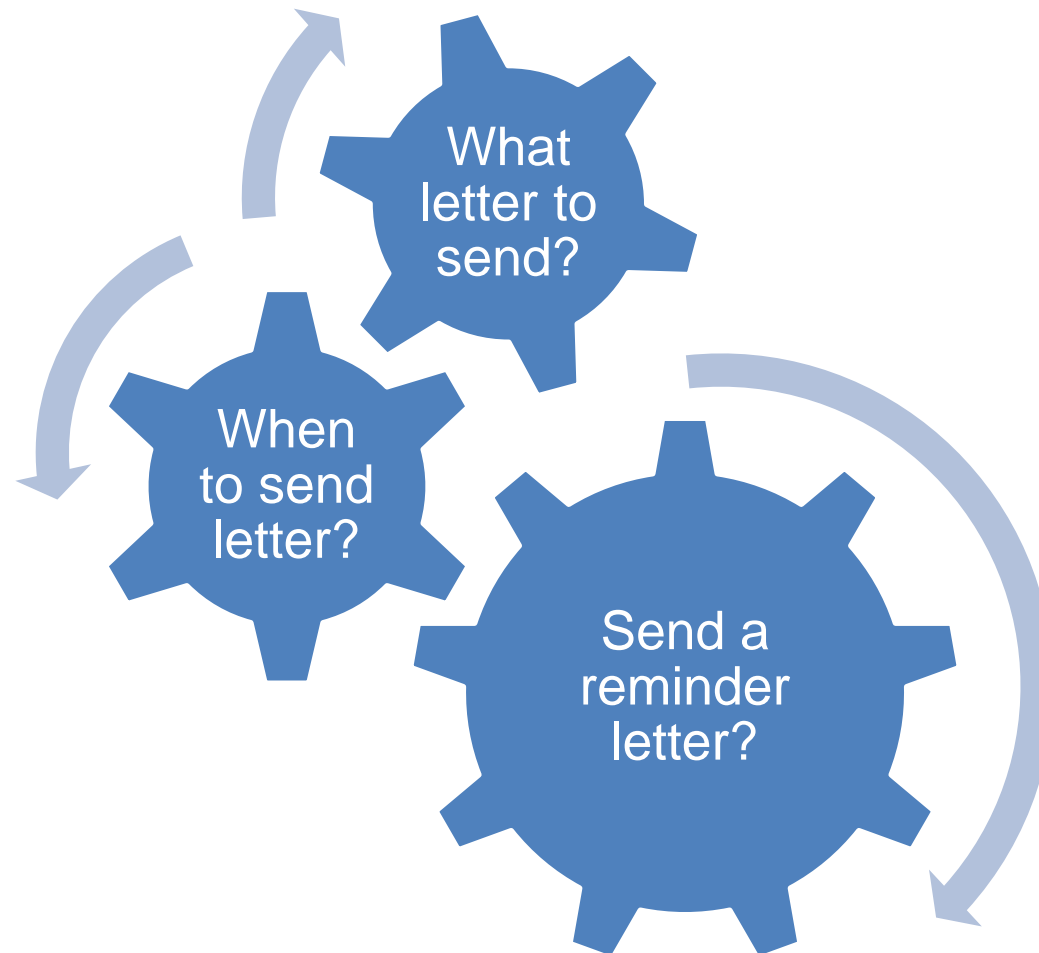 What
letter to
send?
When
to send
letter?
Send a
reminder
letter?